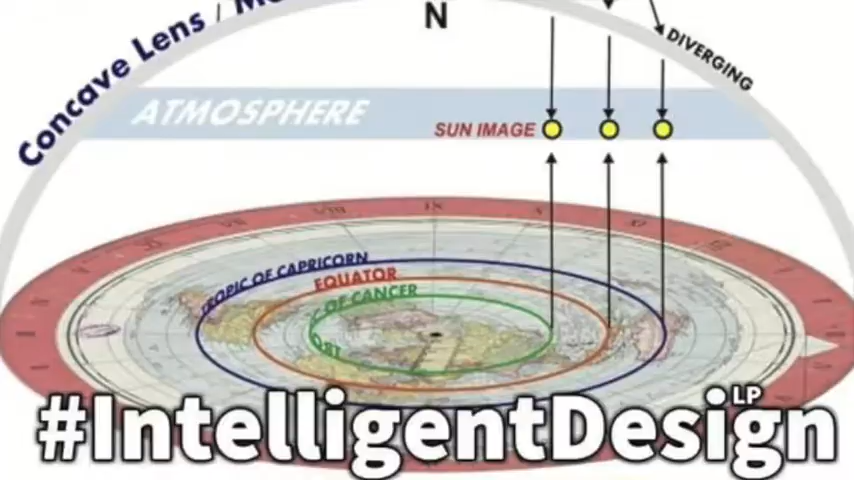 Concave Lens /
N
DIVERGING
ATMOSPHERE
SUN IMAGE
TROPIC OF CAPRICORN
EQUATOR
C OF CANCER
LP
#IntelligentDesign